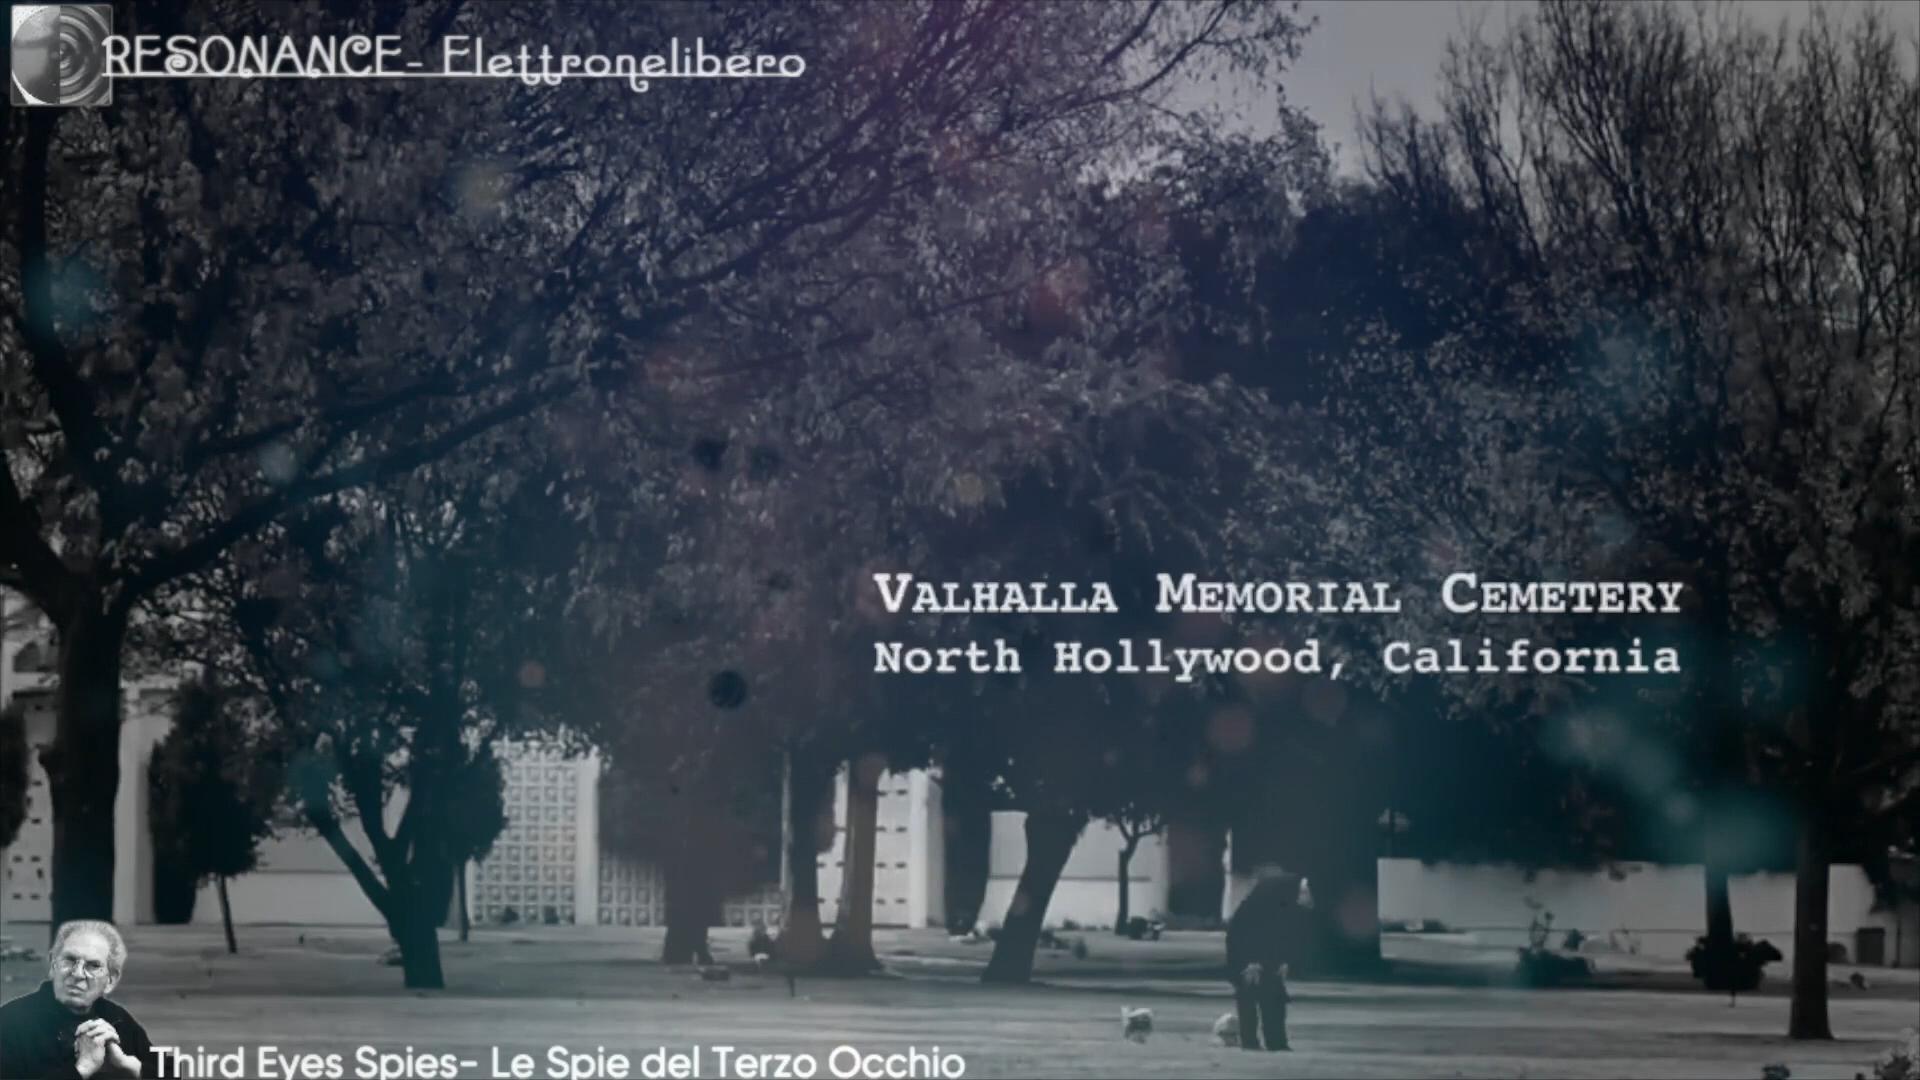 RESONANCE- Elettronelibero
VALHALLA MEMORIAL CEMETERY
North Hollywood, California
Third Eyes Spies- Le Spie del Terzo Occhio